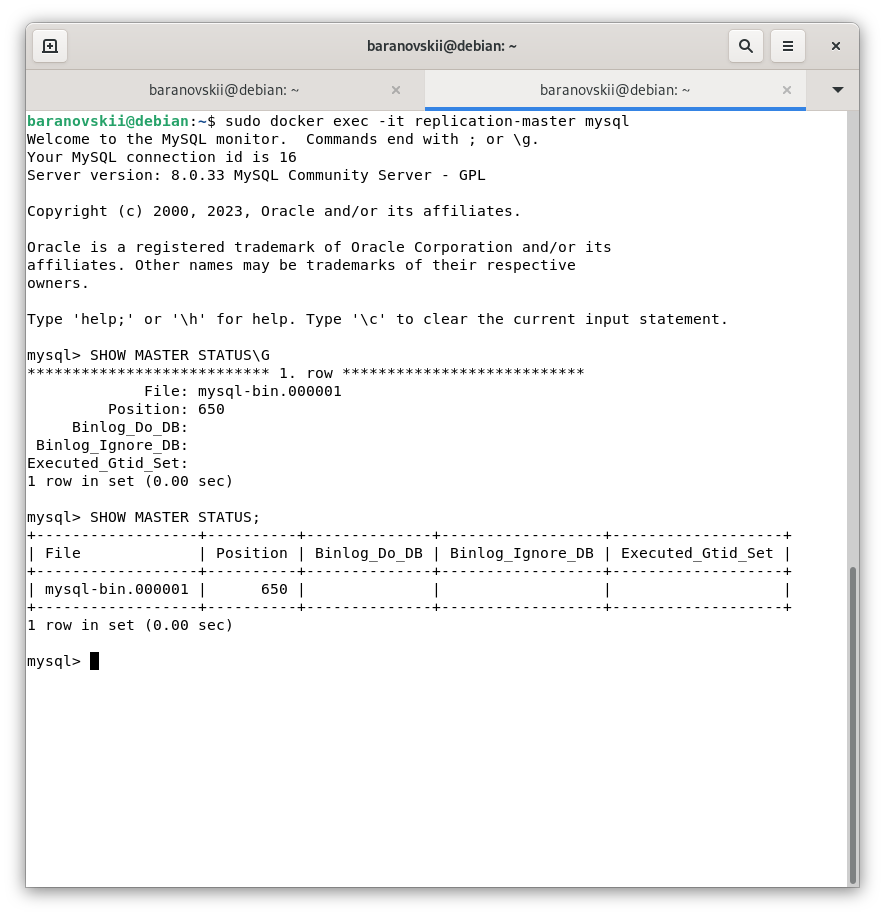 baranovskii@debian: ~
baranovskii@debian: ~
baranovskii@debian: ~
baranovskii@debian:~$ sudo docker exec -it replication-master mysql
Welcome to the MySQL monitor.  Commands end with ; or \g.
Your MySQL connection id is 16
Server version: 8.0.33 MySQL Community Server - GPL

Copyright (c) 2000, 2023, Oracle and/or its affiliates.

Oracle is a registered trademark of Oracle Corporation and/or its
affiliates. Other names may be trademarks of their respective
owners.

Type 'help;' or '\h' for help. Type '\c' to clear the current input statement.

mysql> SHOW MASTER STATUS\G
*************************** 1. row ***************************
             File: mysql-bin.000001
         Position: 650
     Binlog_Do_DB:
 Binlog_Ignore_DB:
Executed_Gtid_Set:
1 row in set (0.00 sec)

mysql> SHOW MASTER STATUS;
+------------------+----------+--------------+------------------+-------------------+
| File             | Position | Binlog_Do_DB | Binlog_Ignore_DB | Executed_Gtid_Set |
+------------------+----------+--------------+------------------+-------------------+
| mysql-bin.000001 |      650 |              |                  |                   |
+------------------+----------+--------------+------------------+-------------------+
1 row in set (0.00 sec)

mysql>